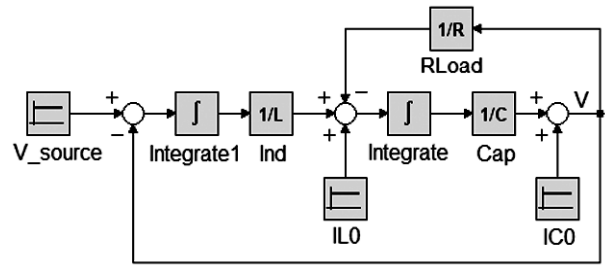 1/R
RLoad
−
+
+
+
V
∫
1/L
+
∫
1/C
+
−
V_source
Integrate1
Ind
Integrate
Cap
IL0
IC0